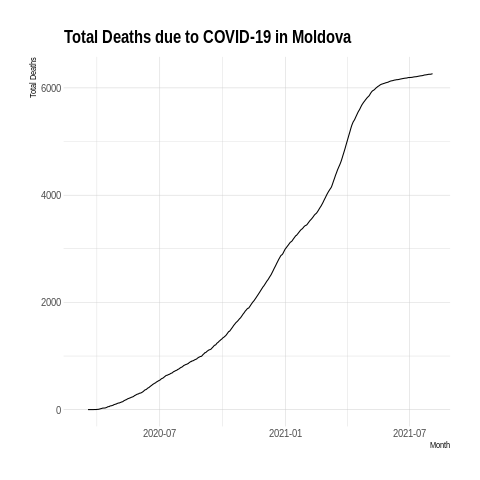 Total Deaths due to COVID-19 in Moldova
Total Deaths
6000
4000
2000
0
2020-07
2021-01
2021-07
Month